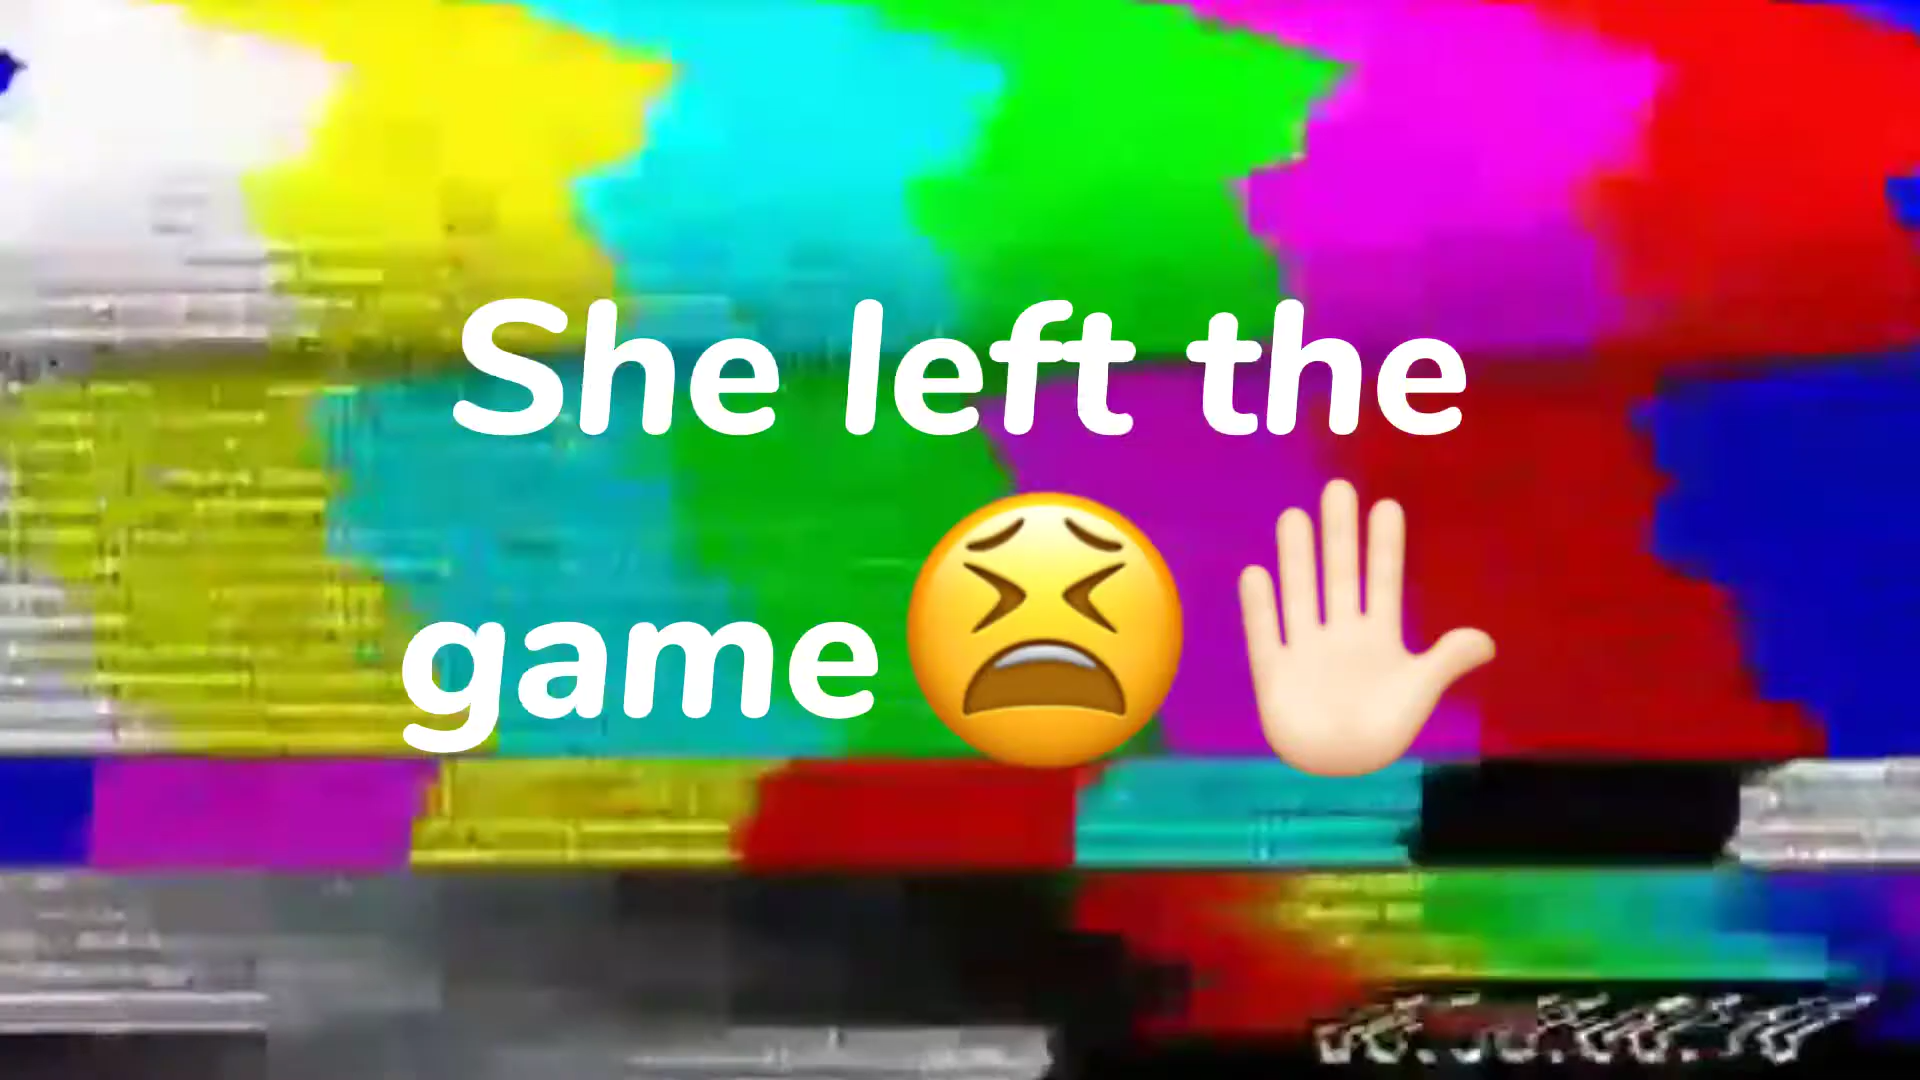 She left the
game😫✋🏻